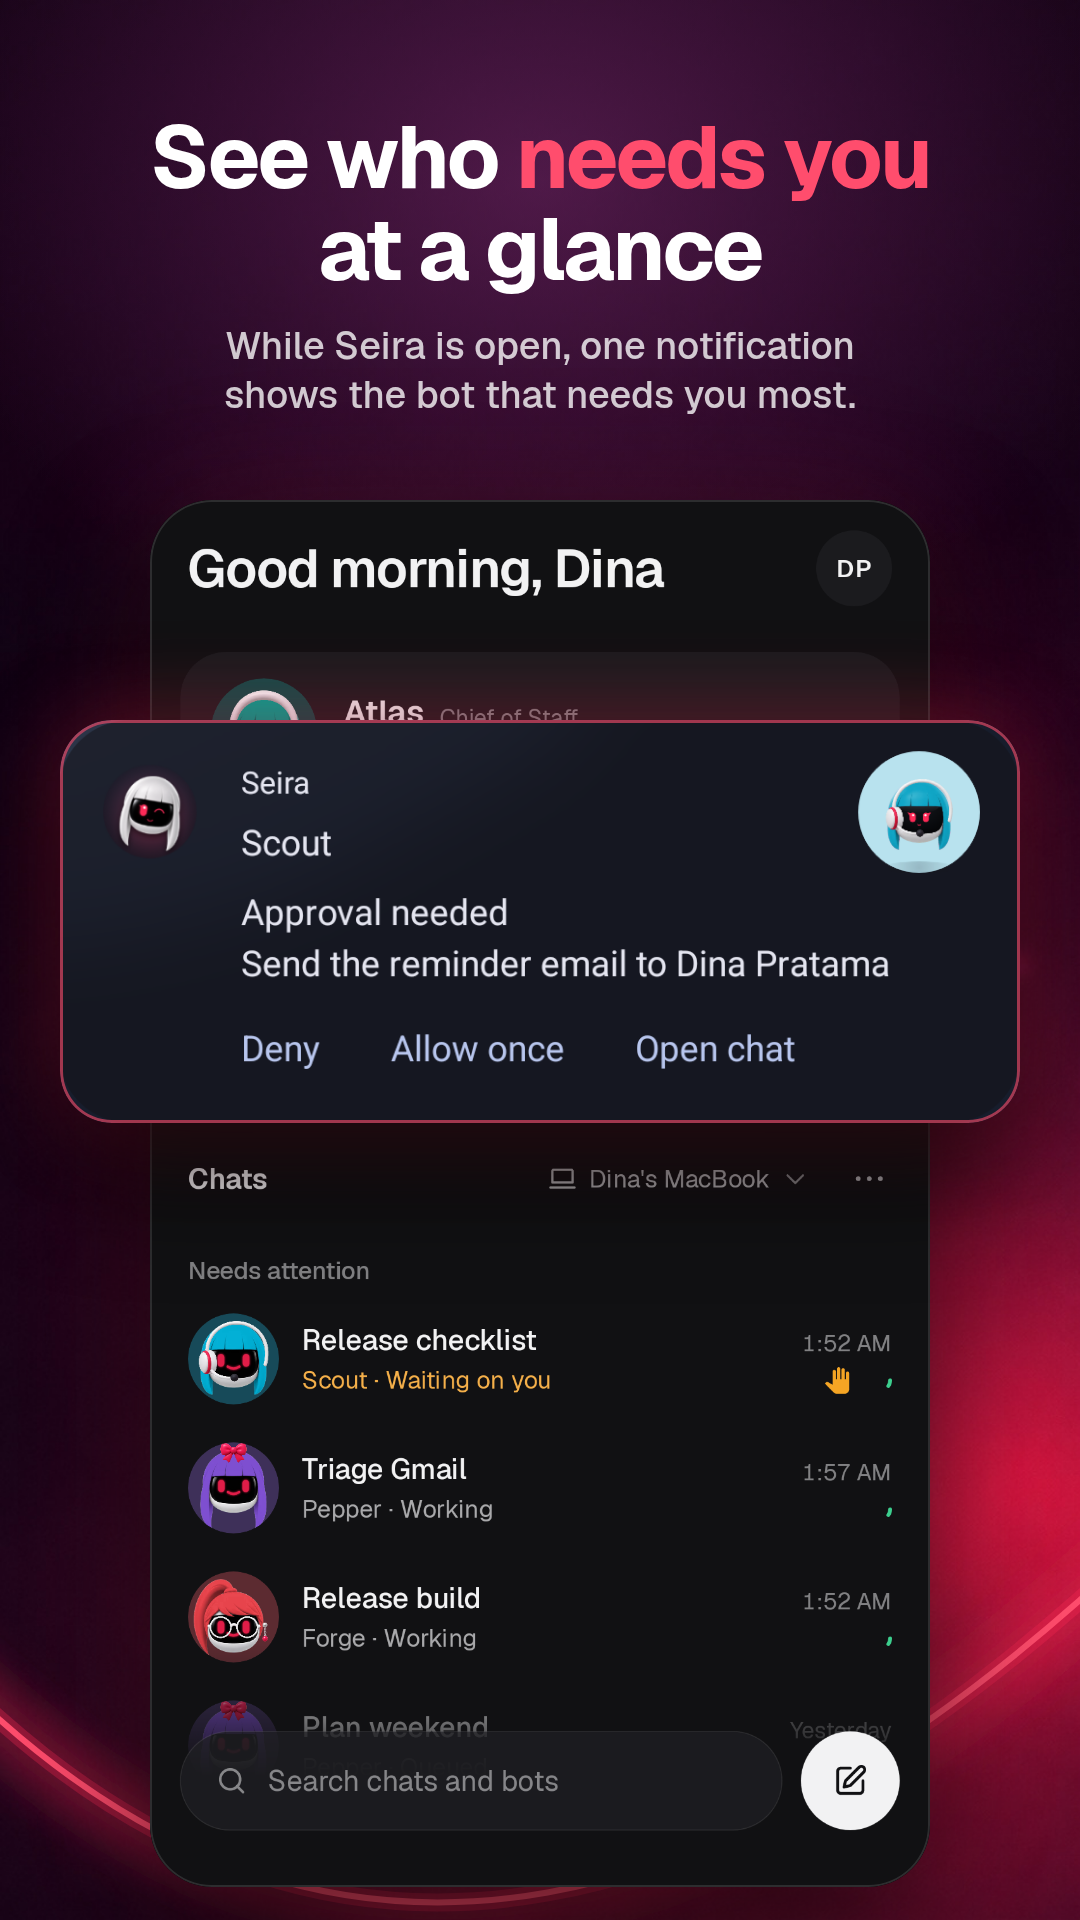 See who needs you
at a glance
While Seira is open, one notification
shows the bot that needs you most.
Good morning, Dina
DP
Atlas Chief of Staff
Seira
Scout
Approval needed
Send the reminder email to Dina Pratama
Deny Allow once Open chat
Chats Dina's MacBook
Needs attention
Release checklist 1:52 AM
Scout · Waiting on you
Triage Gmail 1:57 AM
Pepper · Working
Release build 1:52 AM
Forge · Working
Plan weekend Yesterday
Search chats and bots